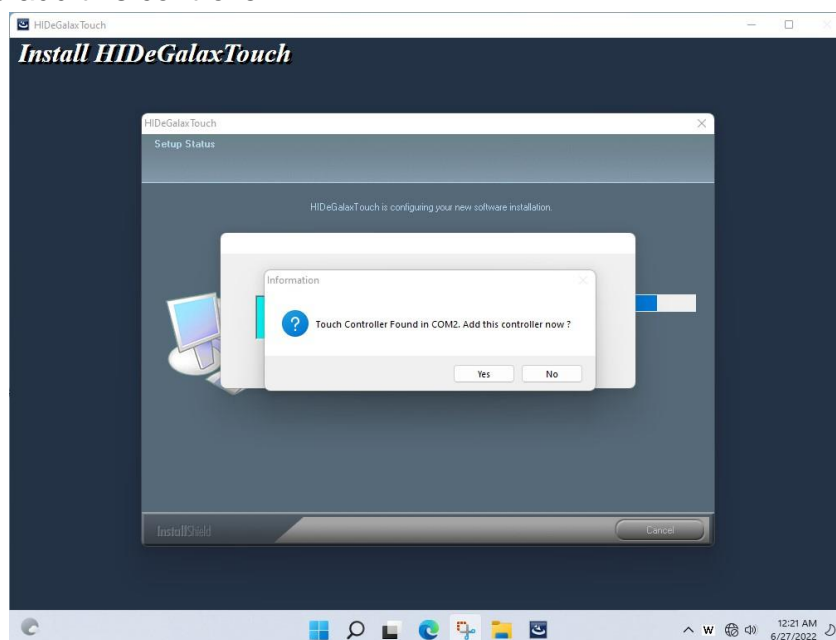 HIDeGalaxTouch
Install HIDeGalaxTouch
HIDeGalaxTouch
Setup Status
HIDeGalaxTouch is configuring your new software installation.
Information
Touch Controller Found in COM2. Add this controller now ?
Yes
No
InstallShield
Cancel
W
12:21 AM
6/27/2022